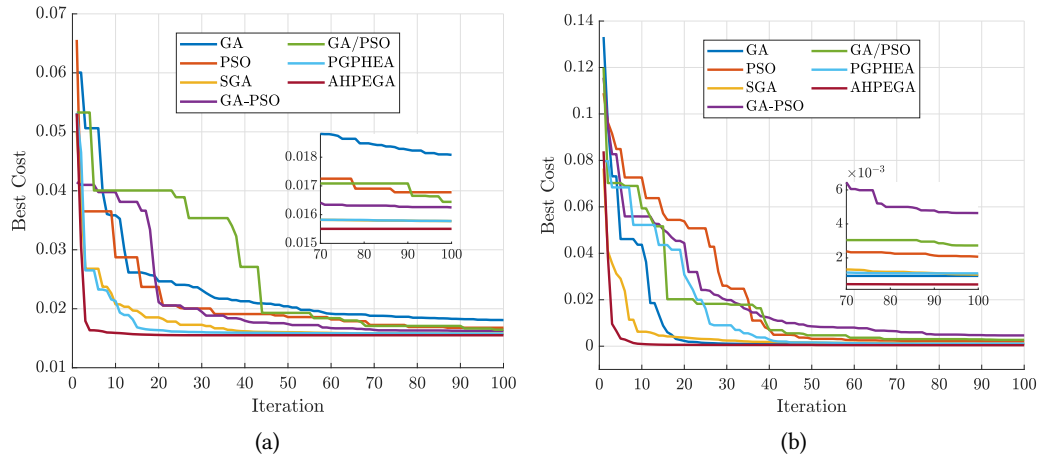 0.07
0.06
0.05
0.04
0.03
0.02
0.01
Best Cost
GA
PSO
SGA
GA-PSO
GA/PSO
PGPHEA
AHPEGA
0.018
0.017
0.016
0.015
70 80 90 100
0 10 20 30 40 50 60 70 80 90 100
Iteration
(a)
0.14
0.12
0.1
0.08
0.06
0.04
0.02
0
Best Cost
GA
PSO
SGA
GA-PSO
GA/PSO
PGPHEA
AHPEGA
×10⁻³
6
4
2
70 80 90 100
0 10 20 30 40 50 60 70 80 90 100
Iteration
(b)